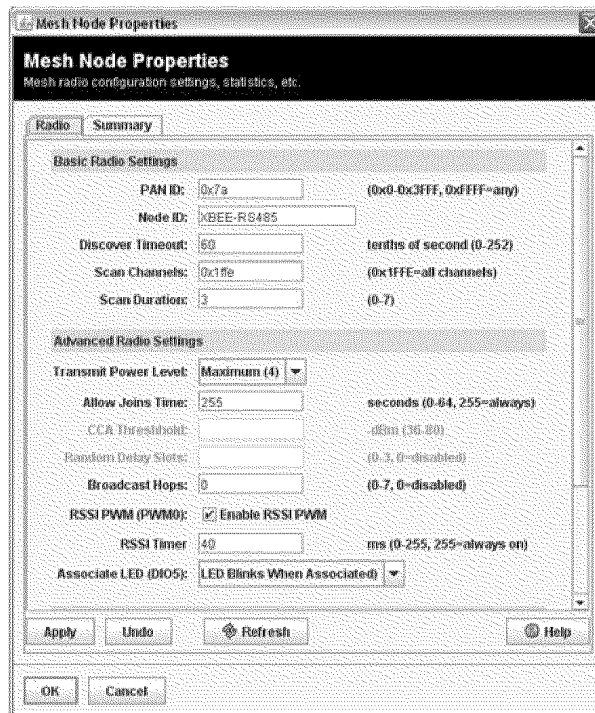 Mesh Node Properties
Mesh Node Properties
Mesh radio configuration settings, statistics, etc.
Radio Summary
Basic Radio Settings
PAN ID: 0x7a (0x0-0x3FFF, 0xFFFF=any)
Node ID: XBEE-RS485
Discover Timeout: 60 tenths of second (0-252)
Scan Channels: 0x1ffe (0x1FFE=all channels)
Scan Duration: 3 (0-7)
Advanced Radio Settings
Transmit Power Level: Maximum (4)
Allow Joins Time: 255 seconds (0-64, 255=always)
CCA Threshhold: -dBm (36-80)
Random Delay Slots: (0-3, 0=disabled)
Broadcast Hops: 0 (0-7, 0=disabled)
RSSI PWM (PWM0): Enable RSSI PWM
RSSI Timer 40 ms (0-255, 255=always on)
Associate LED (DIO5): LED Blinks When Associated)
Apply Undo Refresh Help
OK Cancel